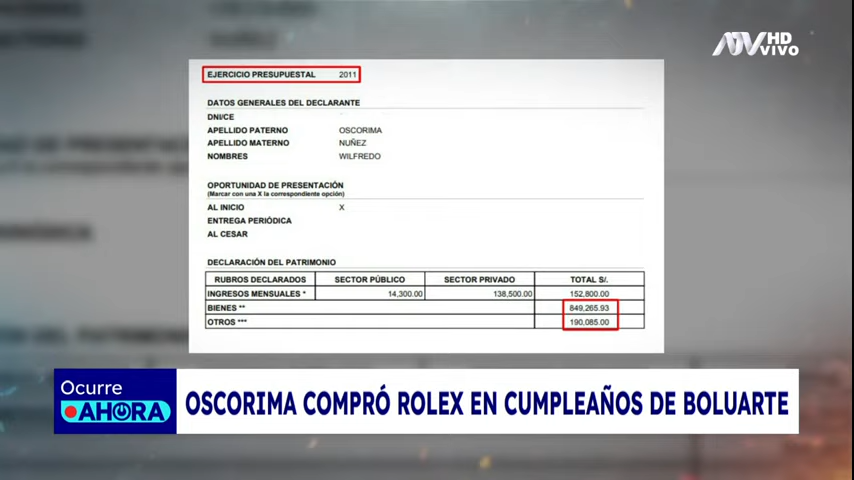 ATV HD
VIVO
EJERCICIO PRESUPUESTAL 2011
DATOS GENERALES DEL DECLARANTE
DNI/CE
APELLIDO PATERNO OSCORIMA
APELLIDO MATERNO NUÑEZ
NOMBRES WILFREDO
OPORTUNIDAD DE PRESENTACIÓN
(Marcar con una X la correspondiente opción)
AL INICIO X
ENTREGA PERIÓDICA
AL CESAR
DECLARACIÓN DEL PATRIMONIO
RUBROS DECLARADOS SECTOR PÚBLICO SECTOR PRIVADO TOTAL S/.
INGRESOS MENSUALES * 14,300.00 138,500.00 152,800.00
BIENES ** 849,265.93
OTROS *** 190,085.00
Ocurre
AHORA
OSCORIMA COMPRÓ ROLEX EN CUMPLEAÑOS DE BOLUARTE